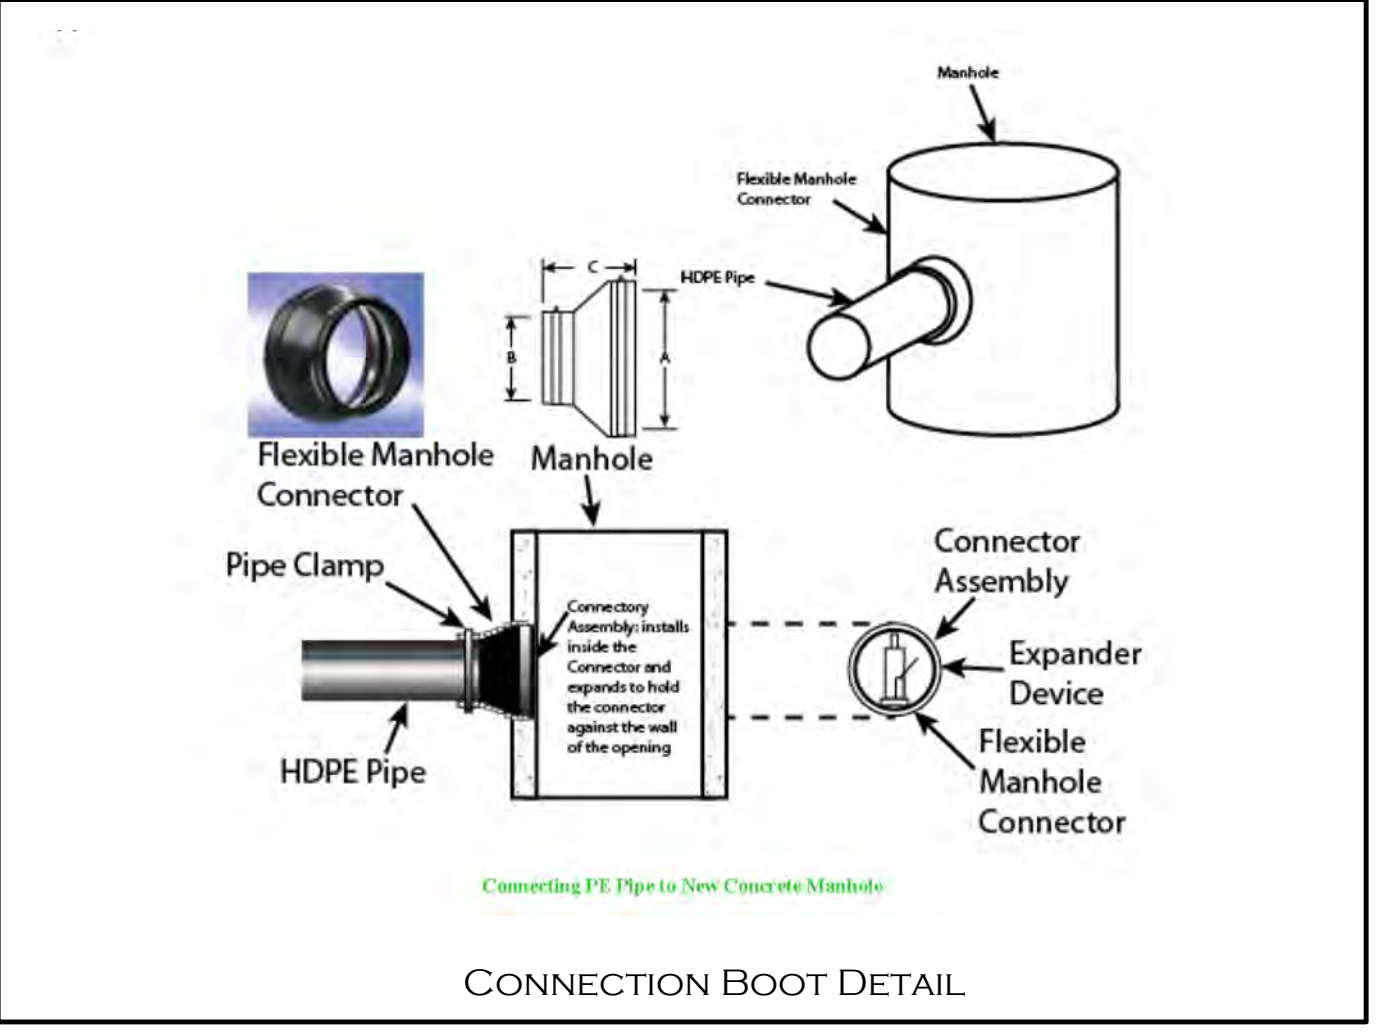 Manhole
Flexible Manhole
Connector
HDPE Pipe
C
B
A
Flexible Manhole
Connector
Manhole
Pipe Clamp
HDPE Pipe
Connectory
Assembly: installs
inside the
Connector and
expands to hold
the connector
against the wall
of the opening
Connector
Assembly
Expander
Device
Flexible
Manhole
Connector
Connecting PE Pipe to New Concrete Manhole
CONNECTION BOOT DETAIL